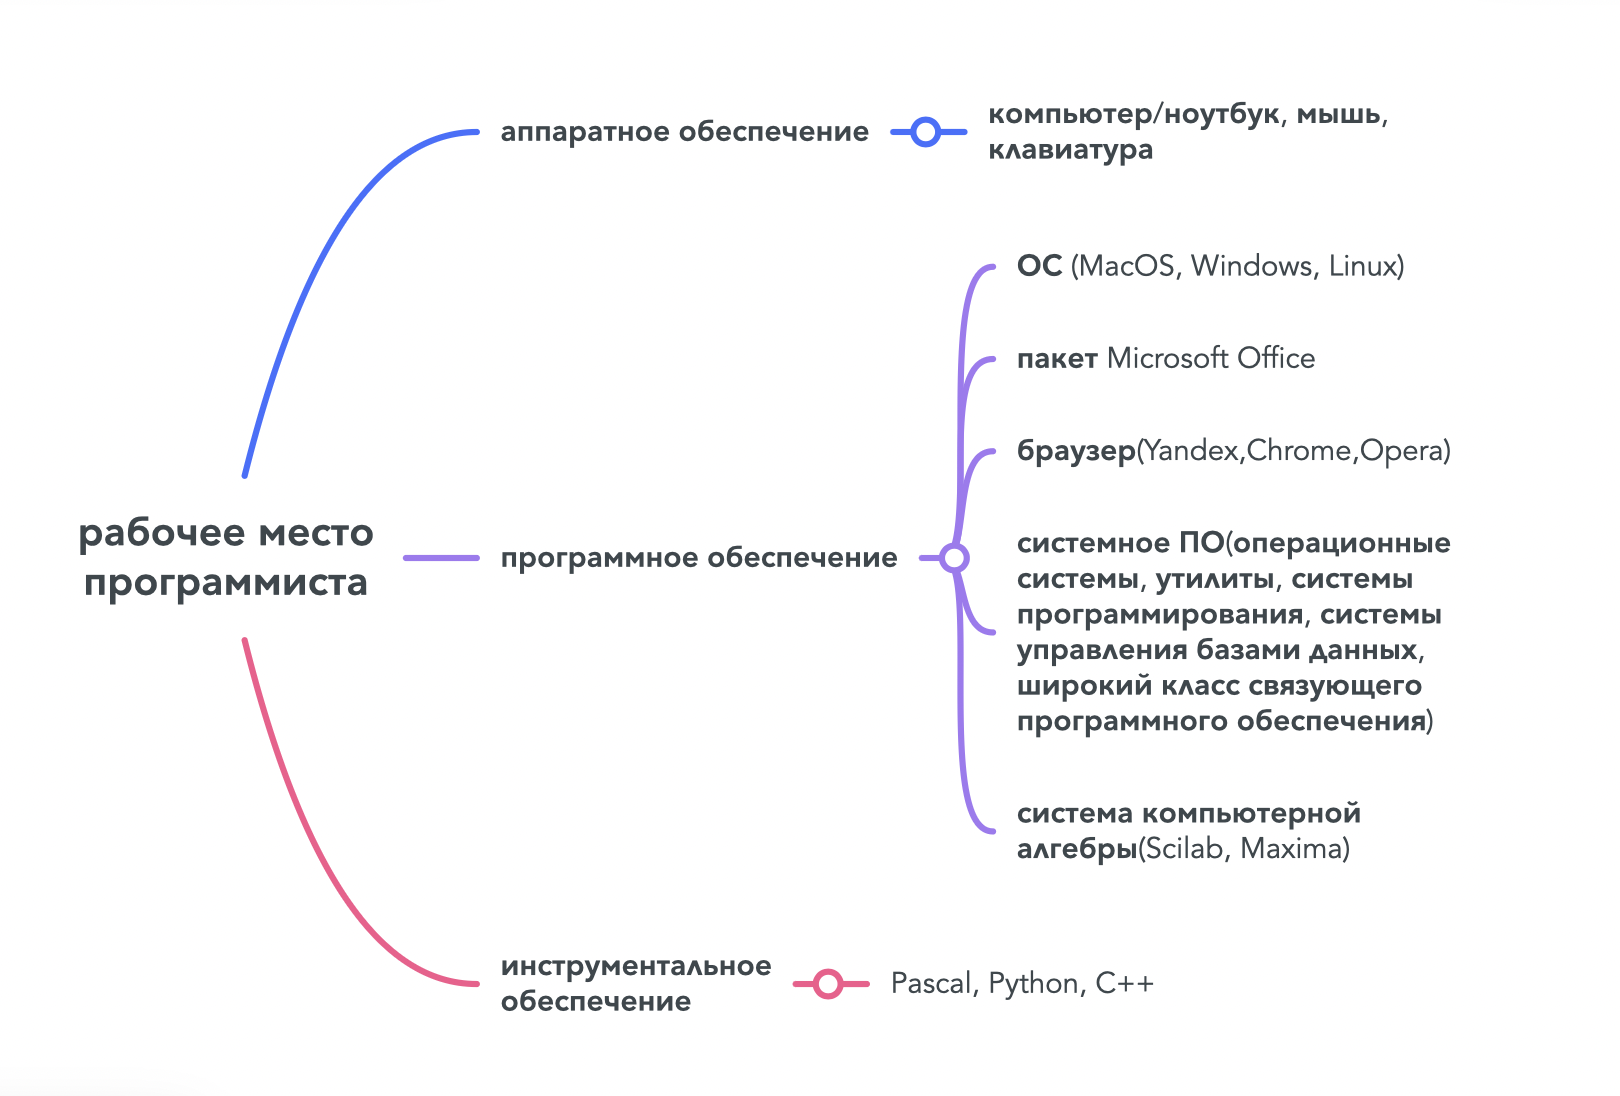 рабочее место
программиста
аппаратное обеспечение
компьютер/ноутбук, мышь,
клавиатура
программное обеспечение
ОС (MacOS, Windows, Linux)
пакет Microsoft Office
браузер(Yandex,Chrome,Opera)
системное ПО(операционные
системы, утилиты, системы
программирования, системы
управления базами данных,
широкий класс связующего
программного обеспечения)
система компьютерной
алгебры(Scilab, Maxima)
инструментальное
обеспечение
Pascal, Python, C++